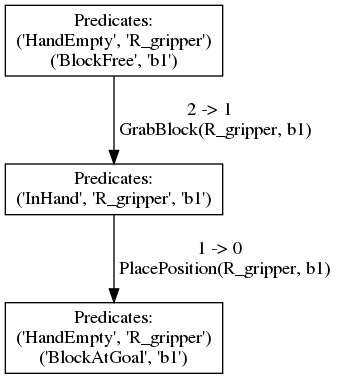 Predicates:
('HandEmpty', 'R_gripper')
('BlockFree', 'b1')
2 -> 1
GrabBlock(R_gripper, b1)
Predicates:
('InHand', 'R_gripper', 'b1')
1 -> 0
PlacePosition(R_gripper, b1)
Predicates:
('HandEmpty', 'R_gripper')
('BlockAtGoal', 'b1')